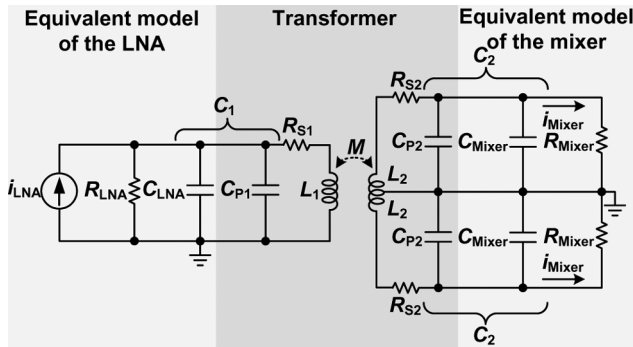 Equivalent model
of the LNA
Transformer
Equivalent model
of the mixer
C2
RS2
C1
RS1
iMixer
M
CP2
CMixer
RMixer
iLNA
RLNA
CLNA
CP1
L1
L2
L2
CP2
CMixer
RMixer
iMixer
RS2
C2